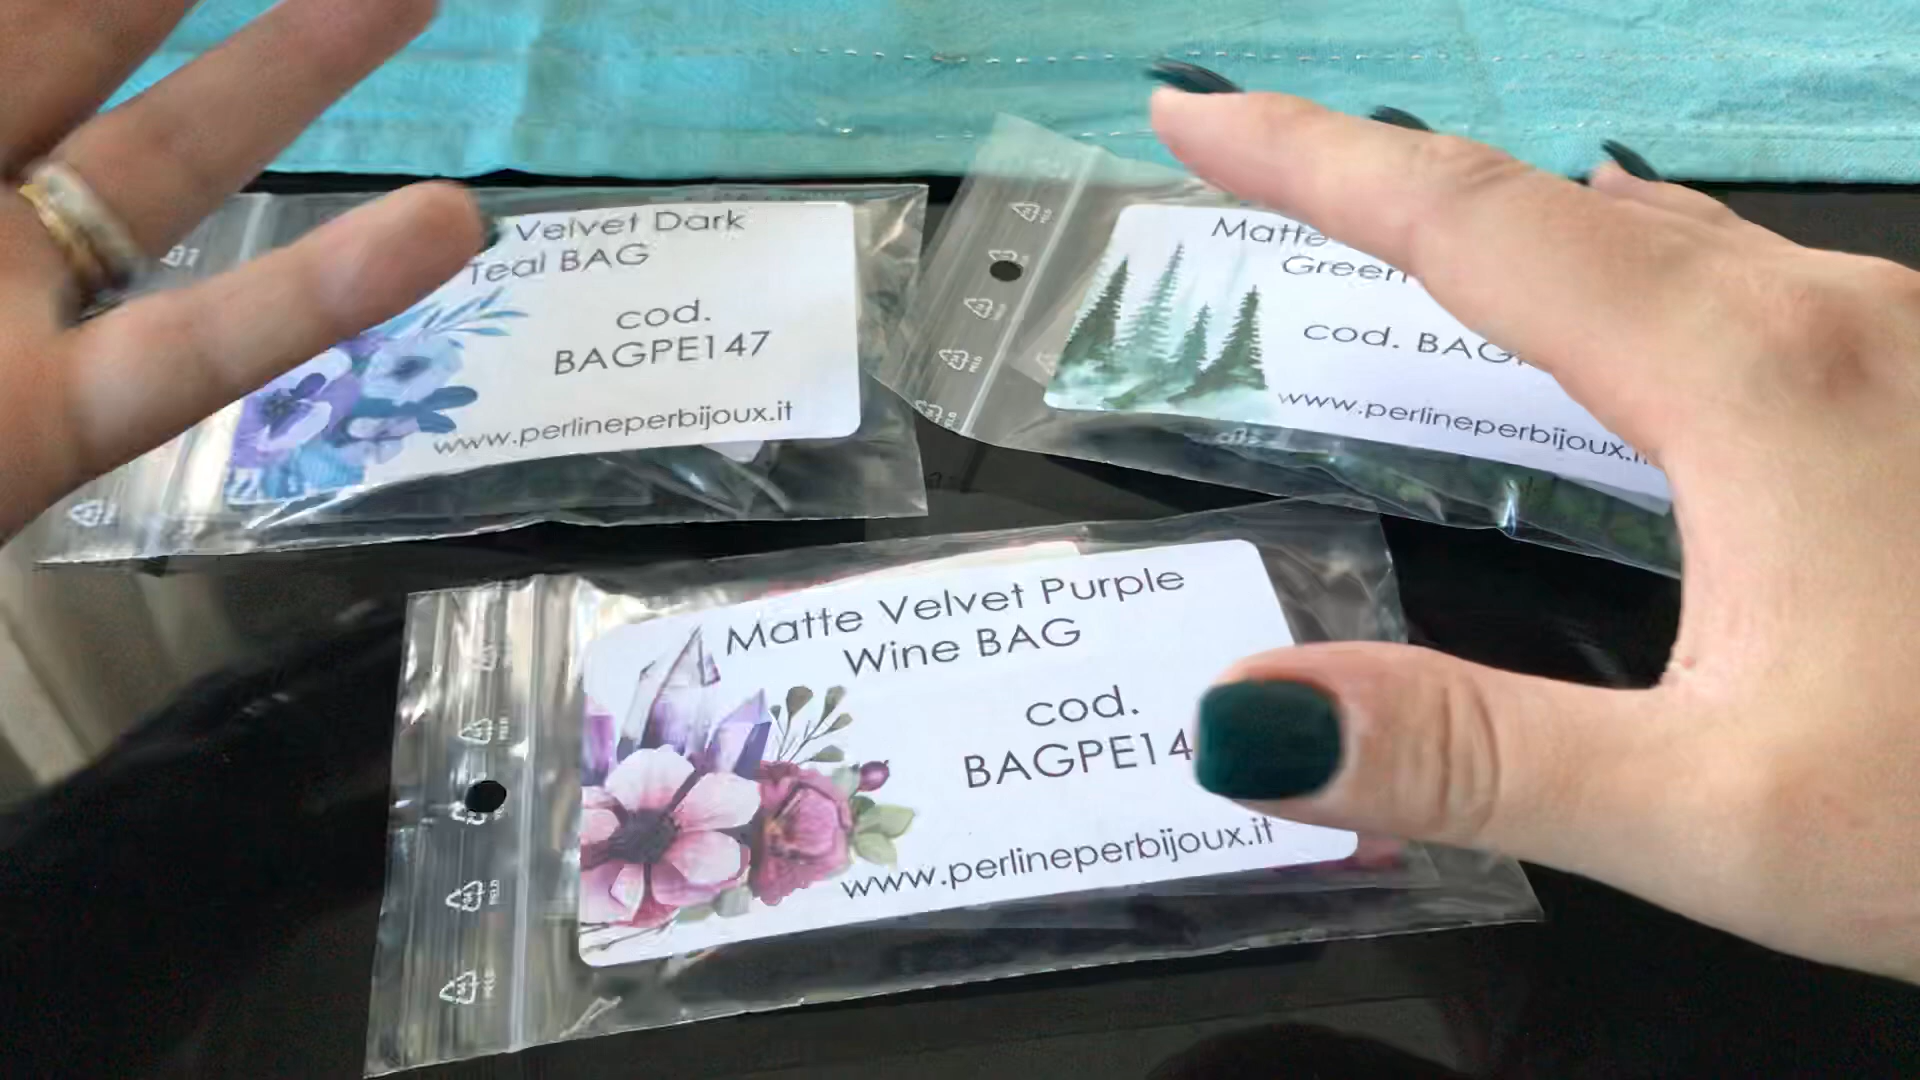 Velvet Dark
Teal BAG
cod.
BAGPE147
www.perlineperbijoux.it
Matte
Green
cod.
www.perlineperbijoux.it
Matte Velvet Purple
Wine BAG
cod.
BAGPE14
www.perlineperbijoux.it